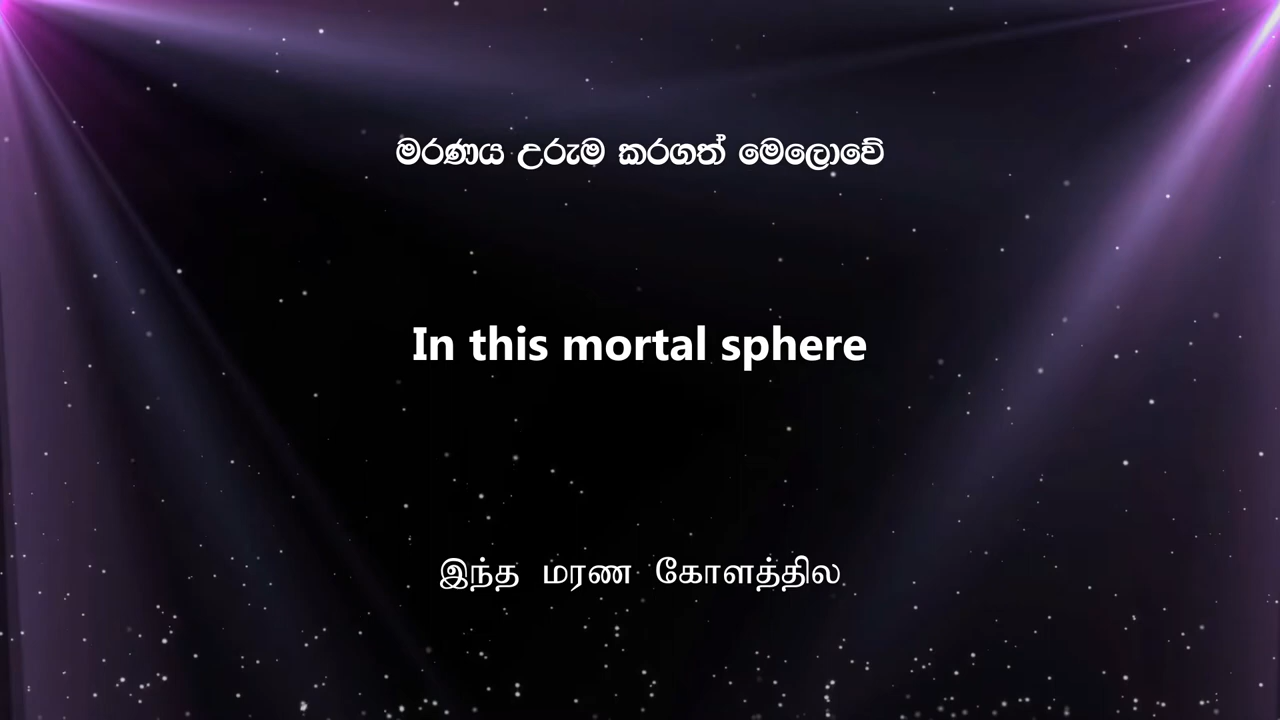 මරණය උරුම කරගත් මෙලොවේ
In this mortal sphere
இந்த மரண கோளத்தில